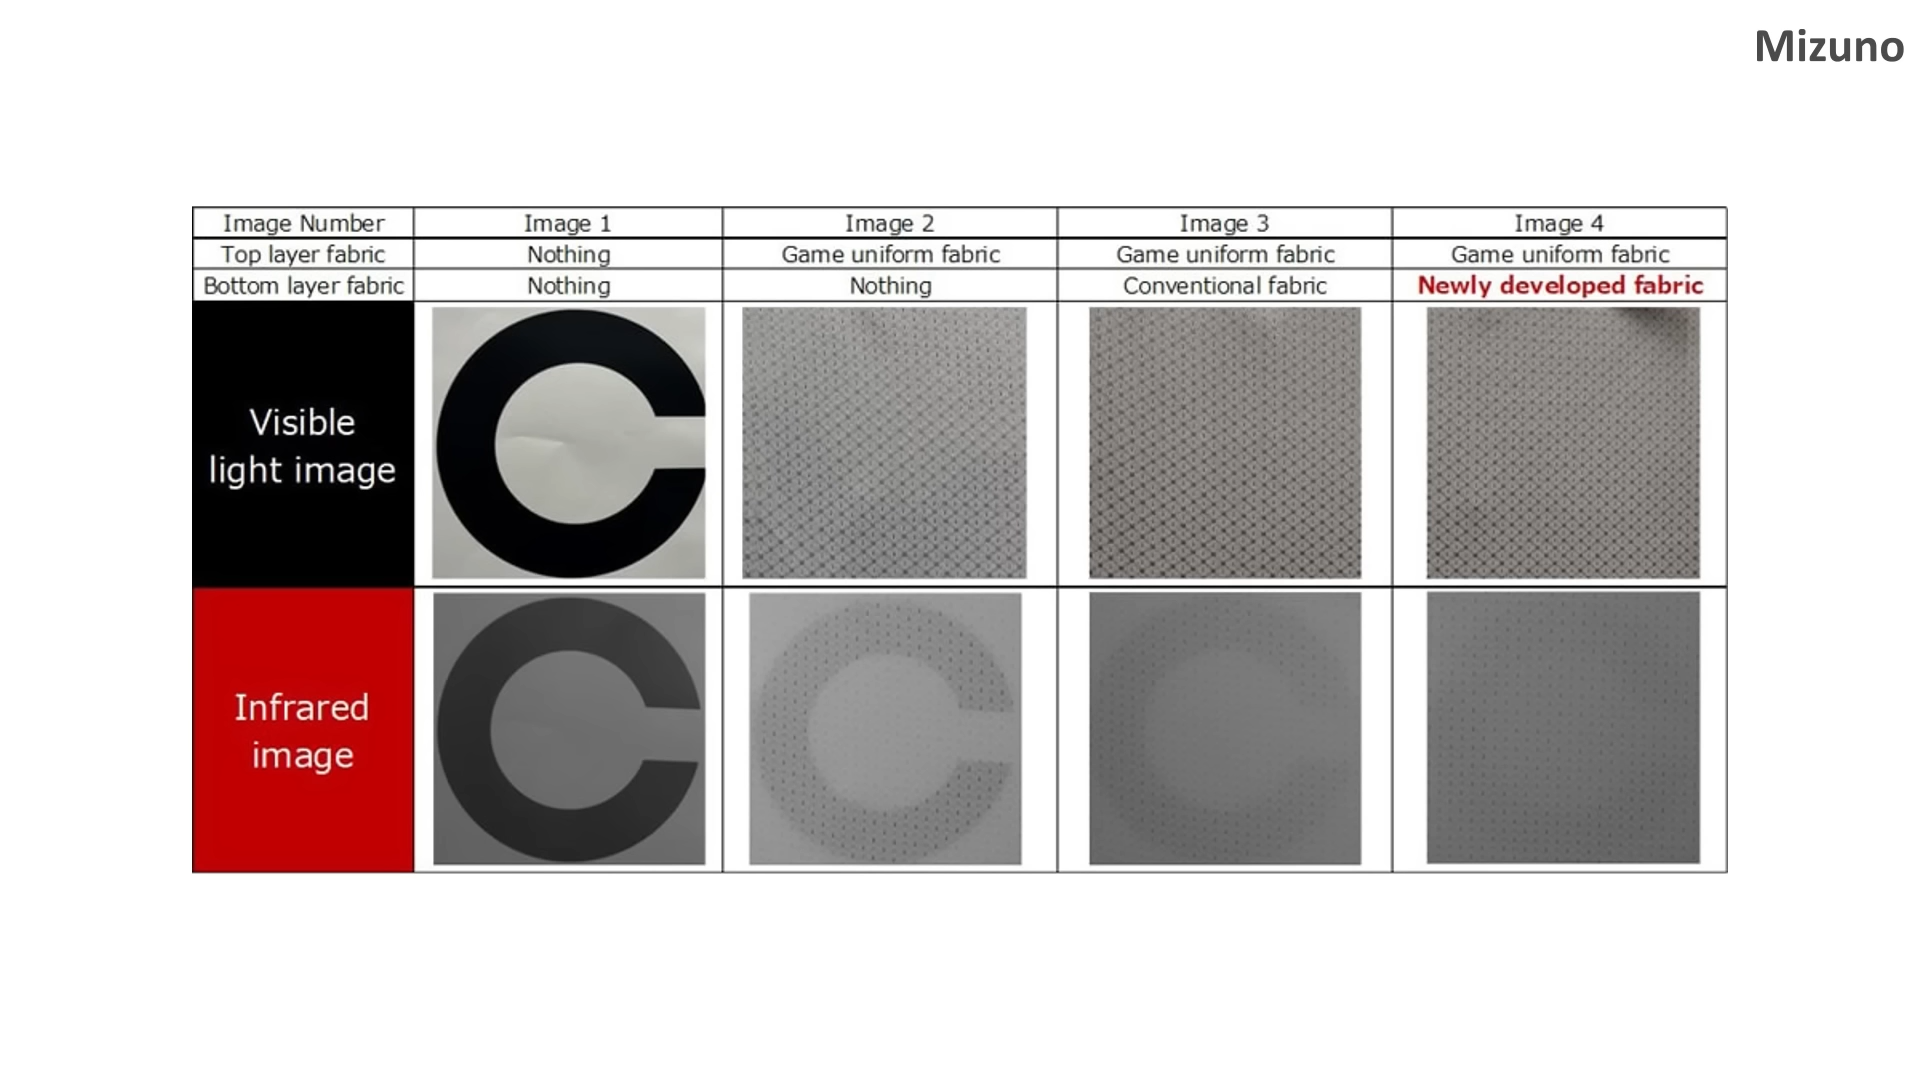 Mizuno
Image Number Image 1 Image 2 Image 3 Image 4
Top layer fabric Nothing Game uniform fabric Game uniform fabric Game uniform fabric
Bottom layer fabric Nothing Nothing Conventional fabric Newly developed fabric
Visible
light image
Infrared
image